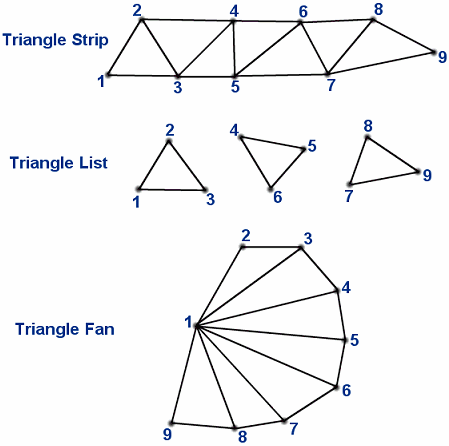 2 4 6 8
Triangle Strip
9
1 3 5 7
2 4 5 8
Triangle List
1 3 6 7 9
2 3
4
1
Triangle Fan
5
6
7
9 8